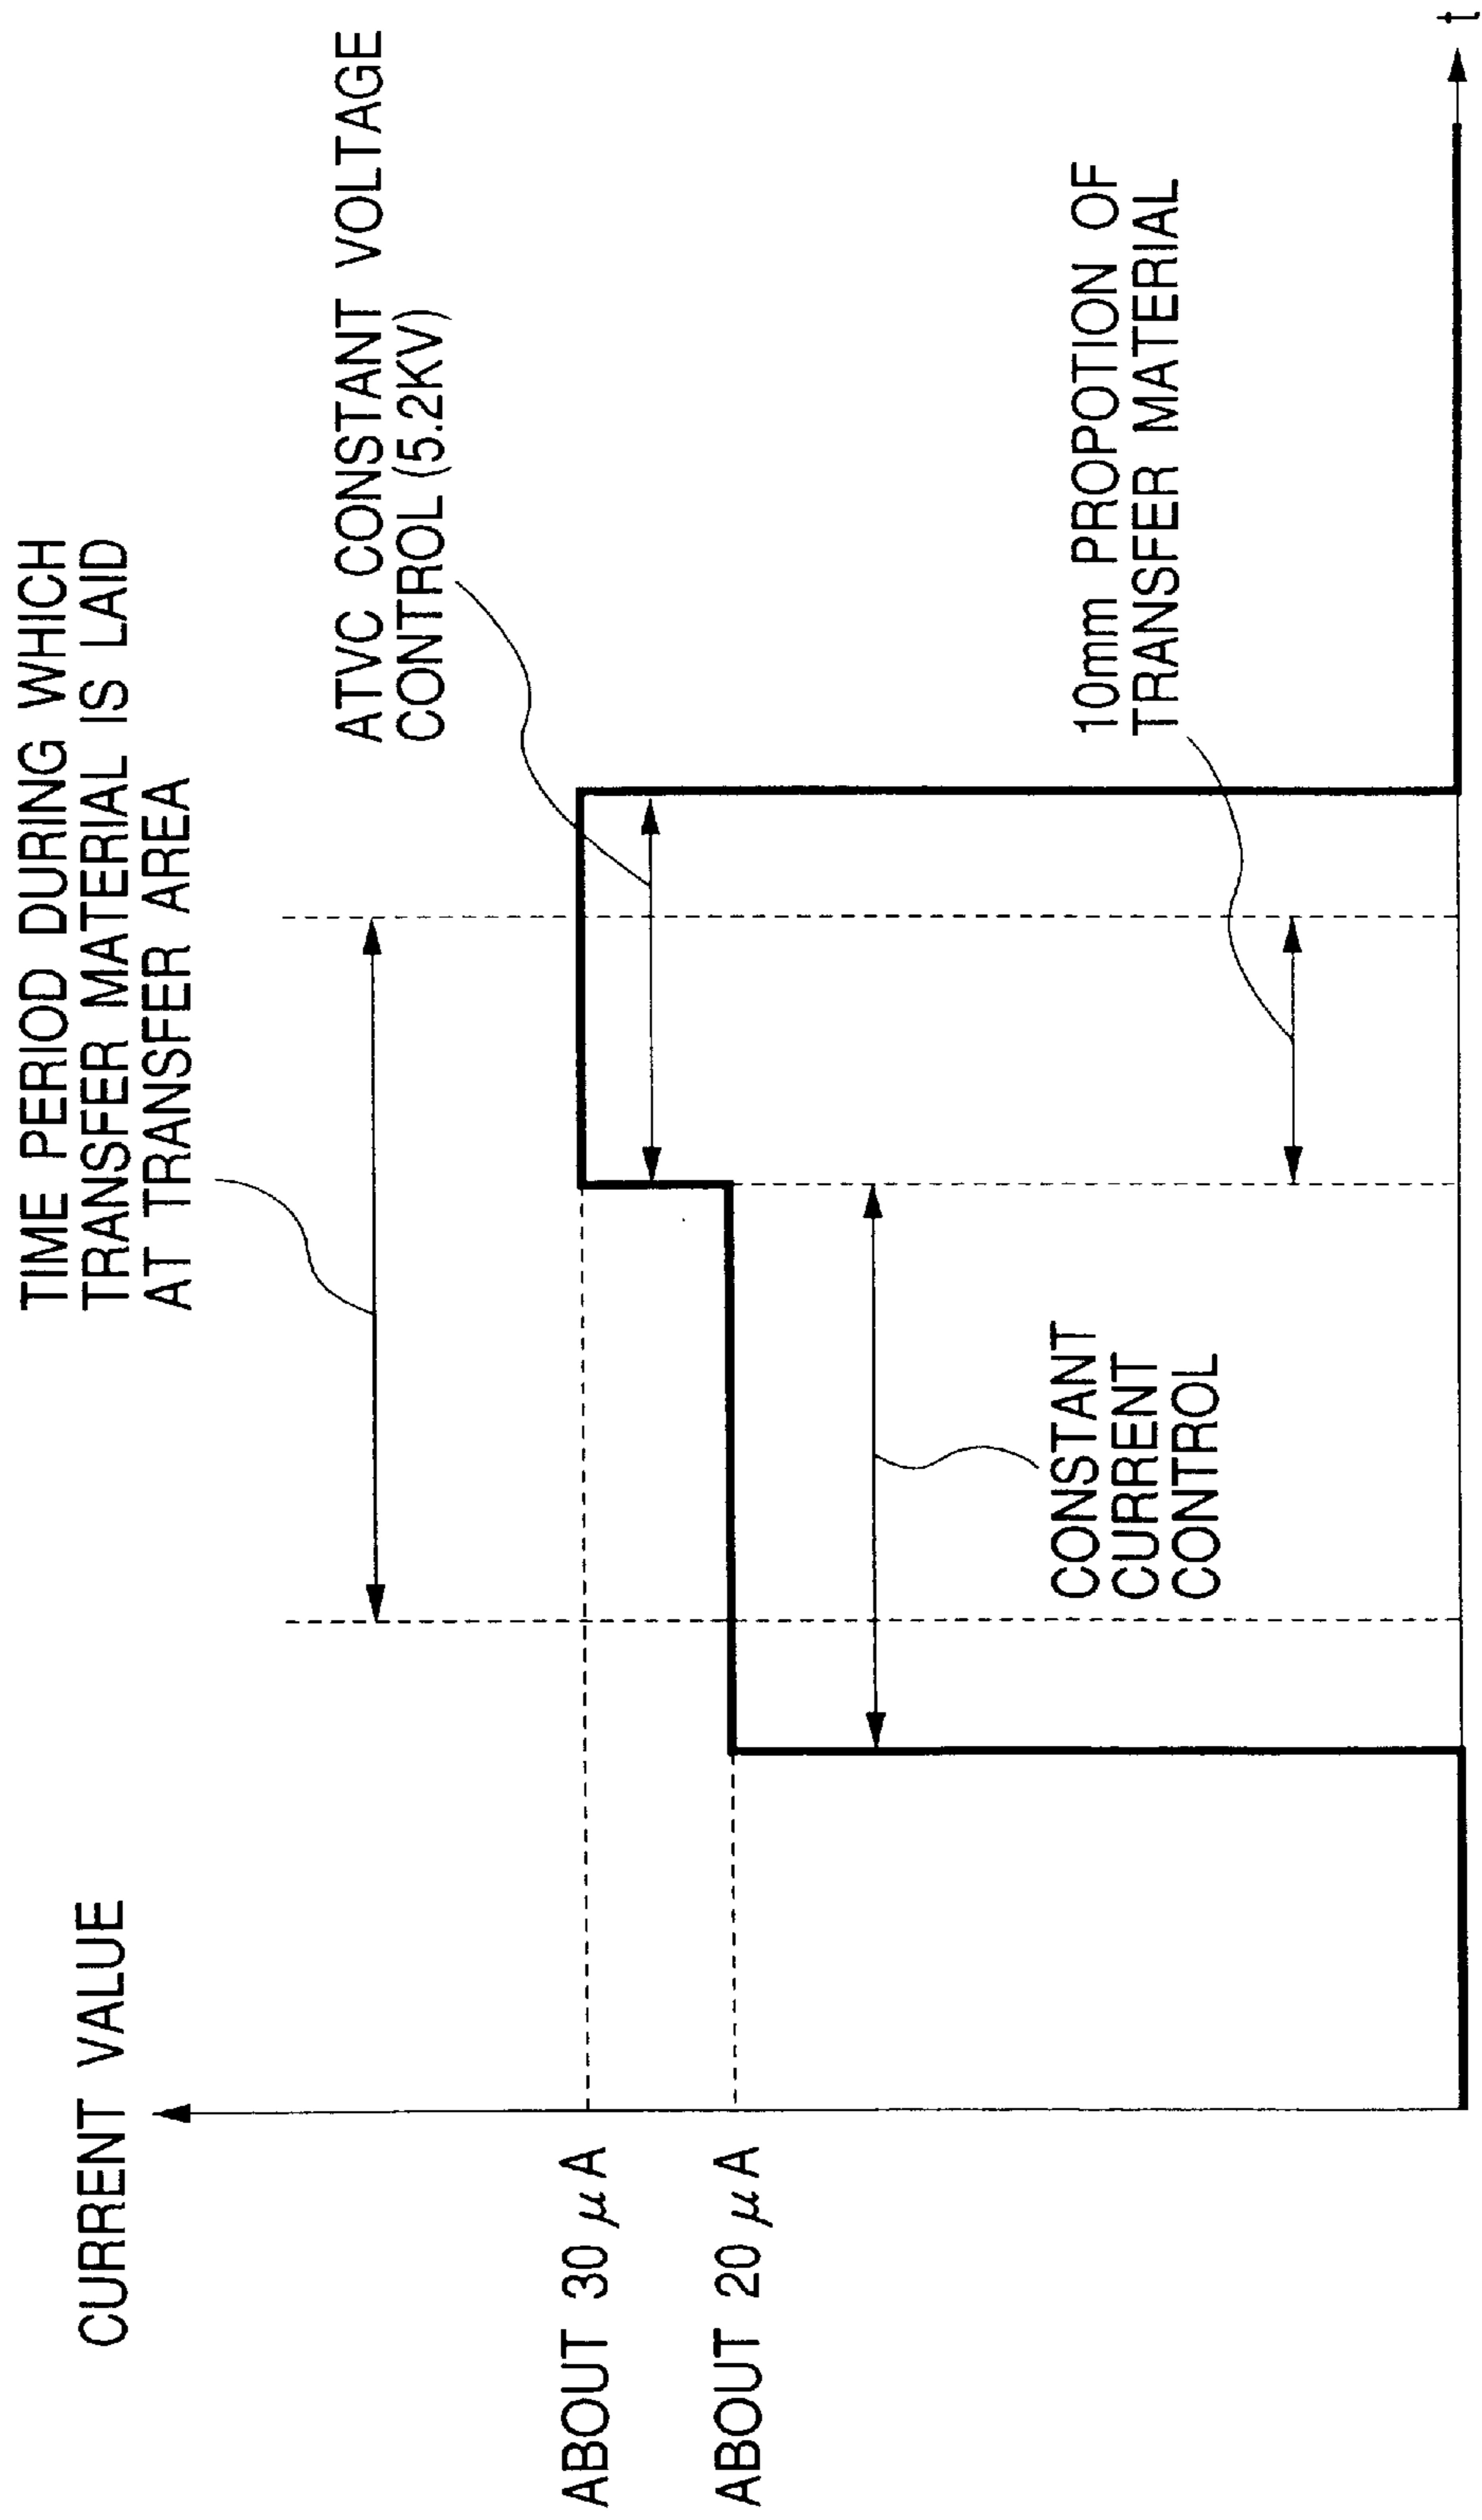 TIME PERIOD DURING WHICH
TRANSFER MATERIAL IS LAID
AT TRANSFER AREA
CURRENT VALUE
ATVC CONSTANT VOLTAGE
CONTROL (5.2KV)
ABOUT 30 μA
ABOUT 20 μA
CONSTANT
CURRENT
CONTROL
10mm PROPOTION OF
TRANSFER MATERIAL
t